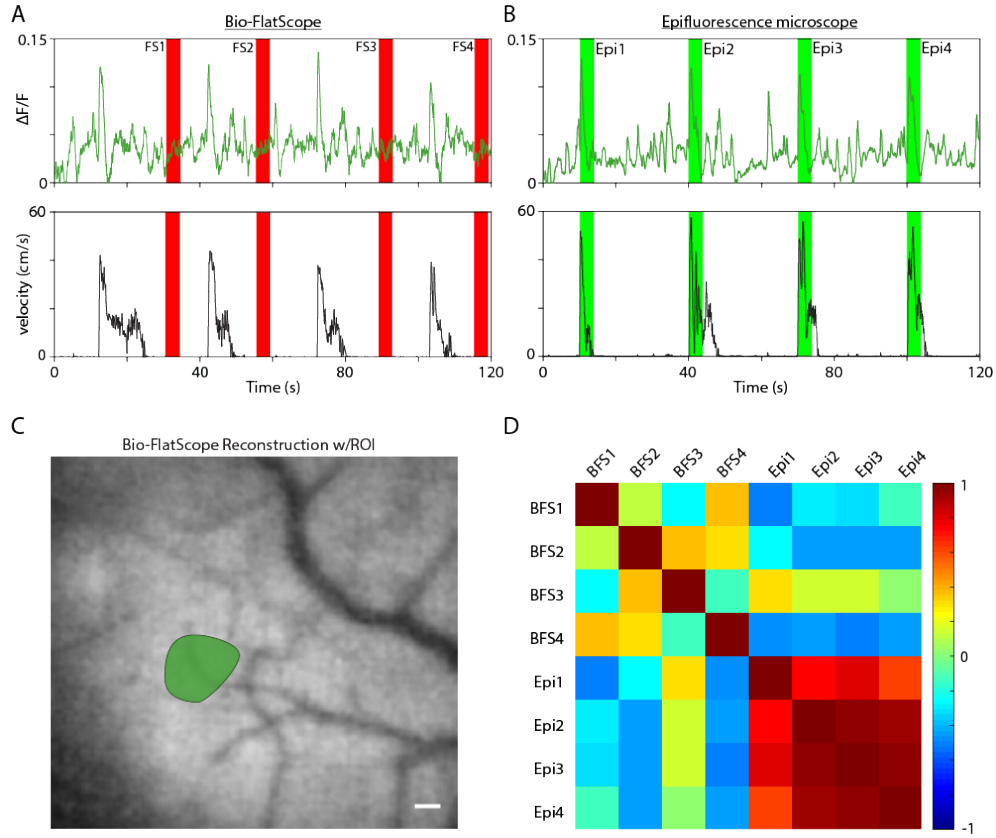 A
Bio-FlatScope
0.15
FS1
FS2
FS3
FS4
ΔF/F
0
60
velocity (cm/s)
0
0
40
80
120
Time (s)
B
Epifluorescence microscope
0.15
Epi1
Epi2
Epi3
Epi4
0
60
0
0
40
80
120
Time (s)
C
Bio-FlatScope Reconstruction w/ROI
D
BFS1
BFS2
BFS3
BFS4
Epi1
Epi2
Epi3
Epi4
BFS1
BFS2
BFS3
BFS4
Epi1
Epi2
Epi3
Epi4
1
0
-1